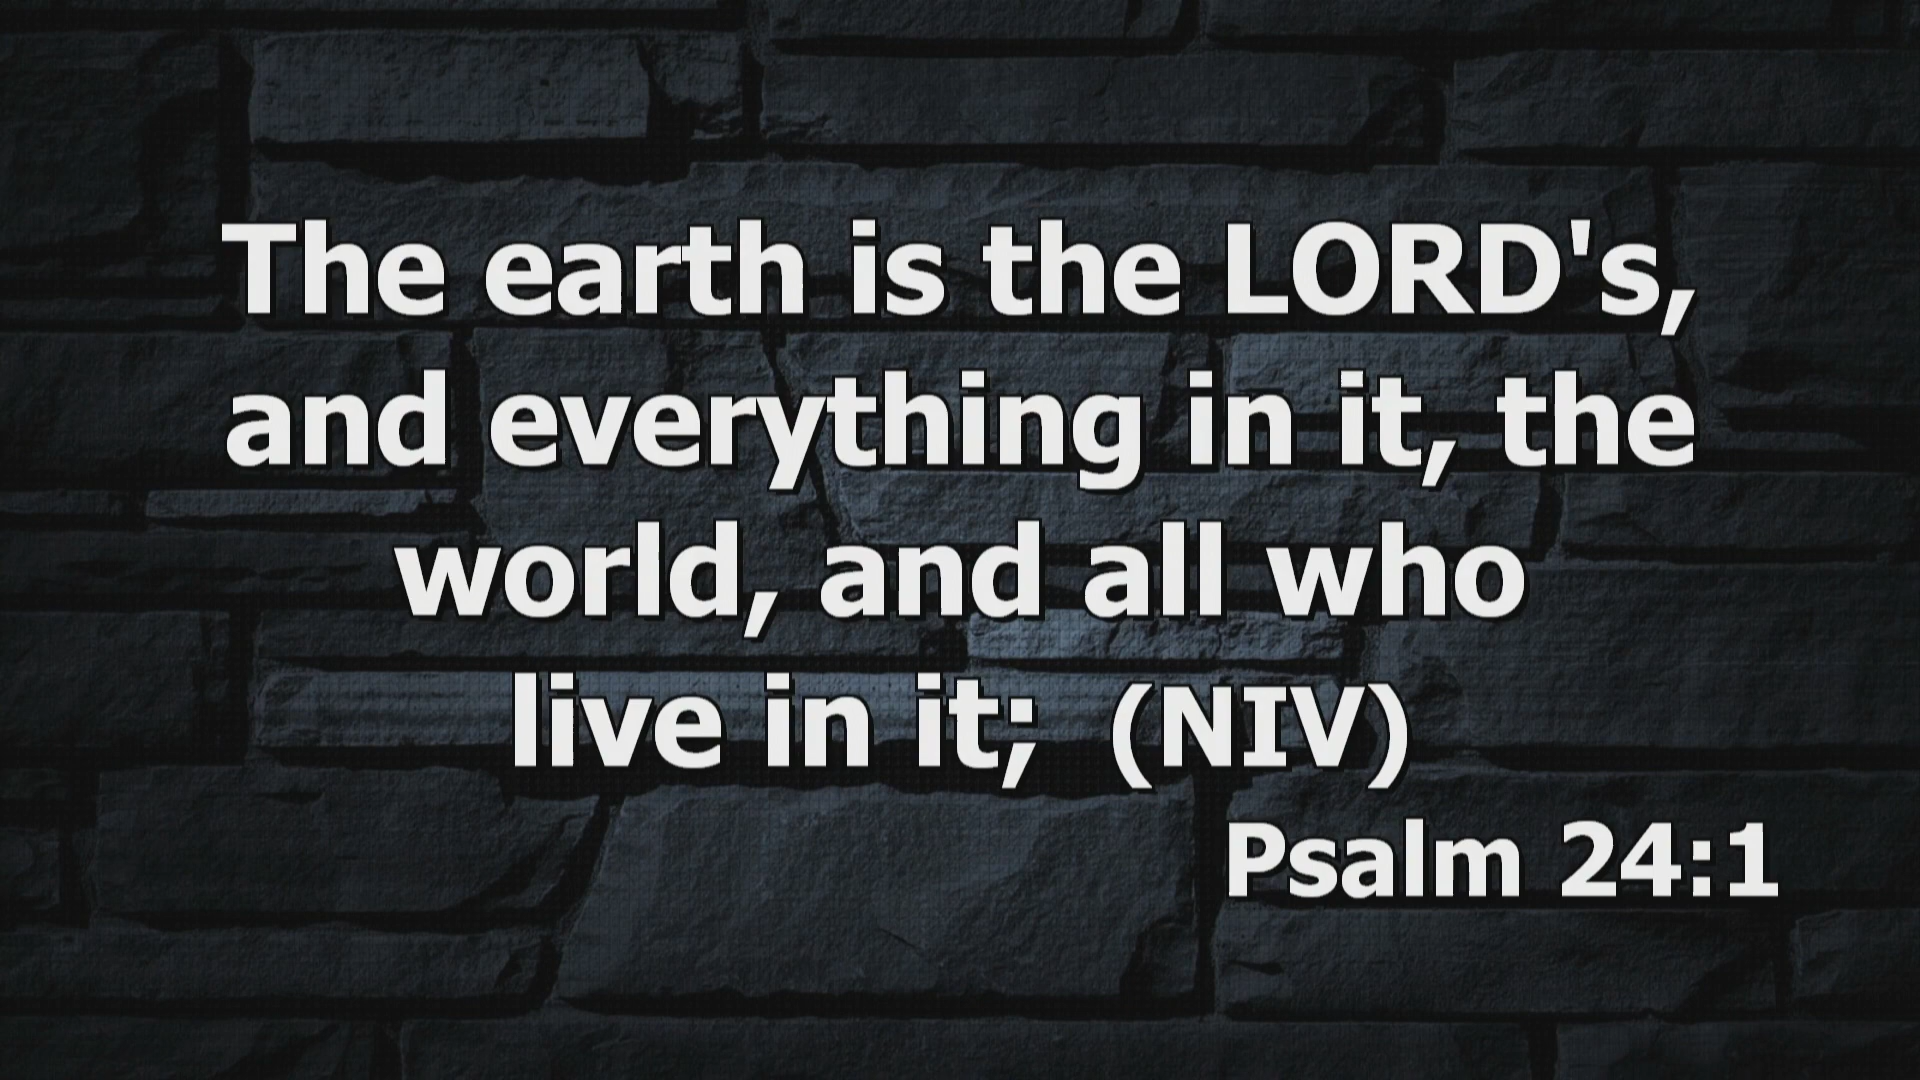 The earth is the LORD's,
and everything in it, the
world, and all who
live in it; (NIV)
Psalm 24:1